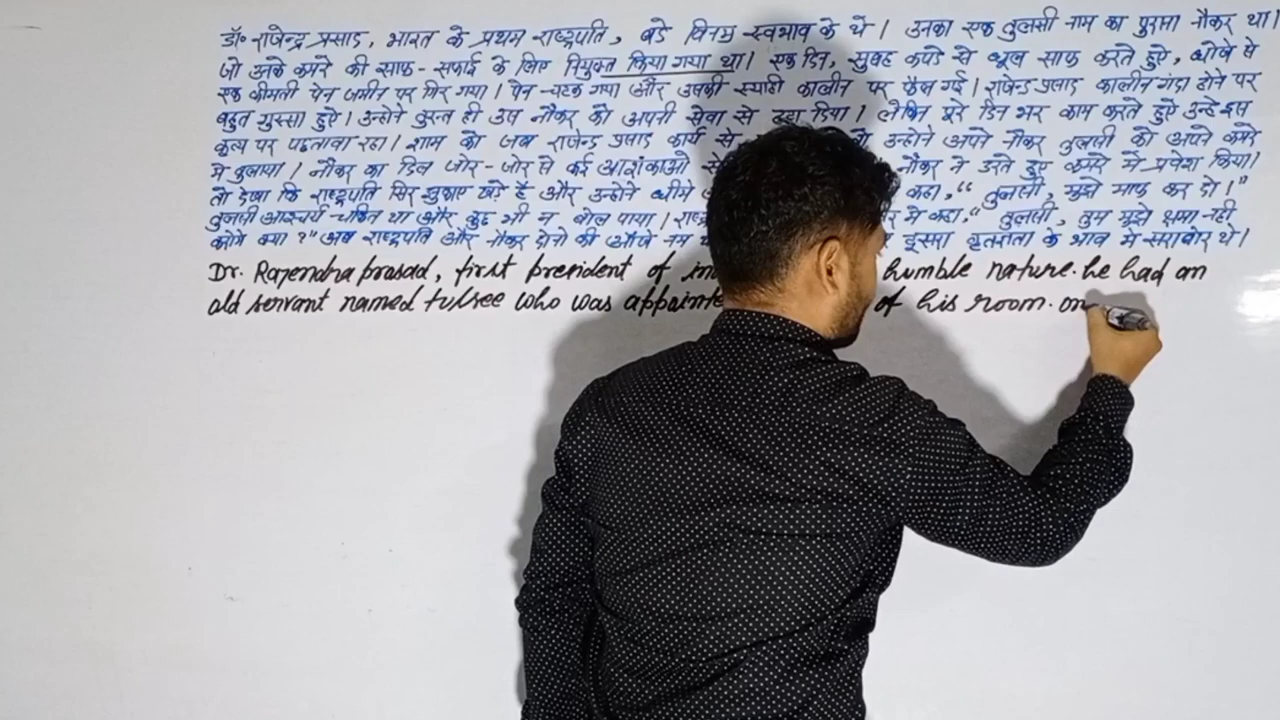 डॉ॰ राजेन्द्र प्रसाद, भारत के प्रथम राष्ट्रपति, बडे विनम्र स्वभाव के थे। उनका एक तुलसी नाम का पुराना नौकर था।
जो उनके कमरे की साफ-सफाई के लिए नियुक्त किया गया था। एक दिन, सुबह कपडे से धूल साफ करते हुऐ, धोखे से
एक कीमती पेन जमीन पर गिर गया। पेन चटक गया और उसकी स्याही कालीन पर फैल गई। राजेन्द्र प्रसाद कालीन गंदा होने पर
बहुत गुस्सा हुऐ। उन्होने तुरन्त ही उस नौकर को अपनी सेवा से हटा दिया। लेकिन पूरे दिन भर काम करते हुऐ उन्हे इस
कृत्य पर पछतावा रहा। शाम को जब राजेन्द्र प्रसाद कार्य से उन्होने अपने नौकर तुलसी को अपने कमरे
मे बुलाया। नौकर का दिल जोर-जोर से कई आशंकाओ से नौकर ने डरते हुए कमरे मे प्रवेश किया।
तो देखा कि राष्ट्रपति सिर झुकाए खडे है और उन्होने धीमे कहा, “तुलसी, मुझे माफ कर दो।”
तुलसी आश्चर्य-चकित था और कुछ भी न बोल पाया। मे कहा, “तुलसी, तुम मुझे क्षमा नही
करोगे क्या ?” अब राष्ट्रपति और नौकर दोनो की आँखे नम के भाव मे सराबोर थे।
Dr. Rajendra prasad, first president of humble nature. he had an
old servant named tulsee who was appointe of his room. on